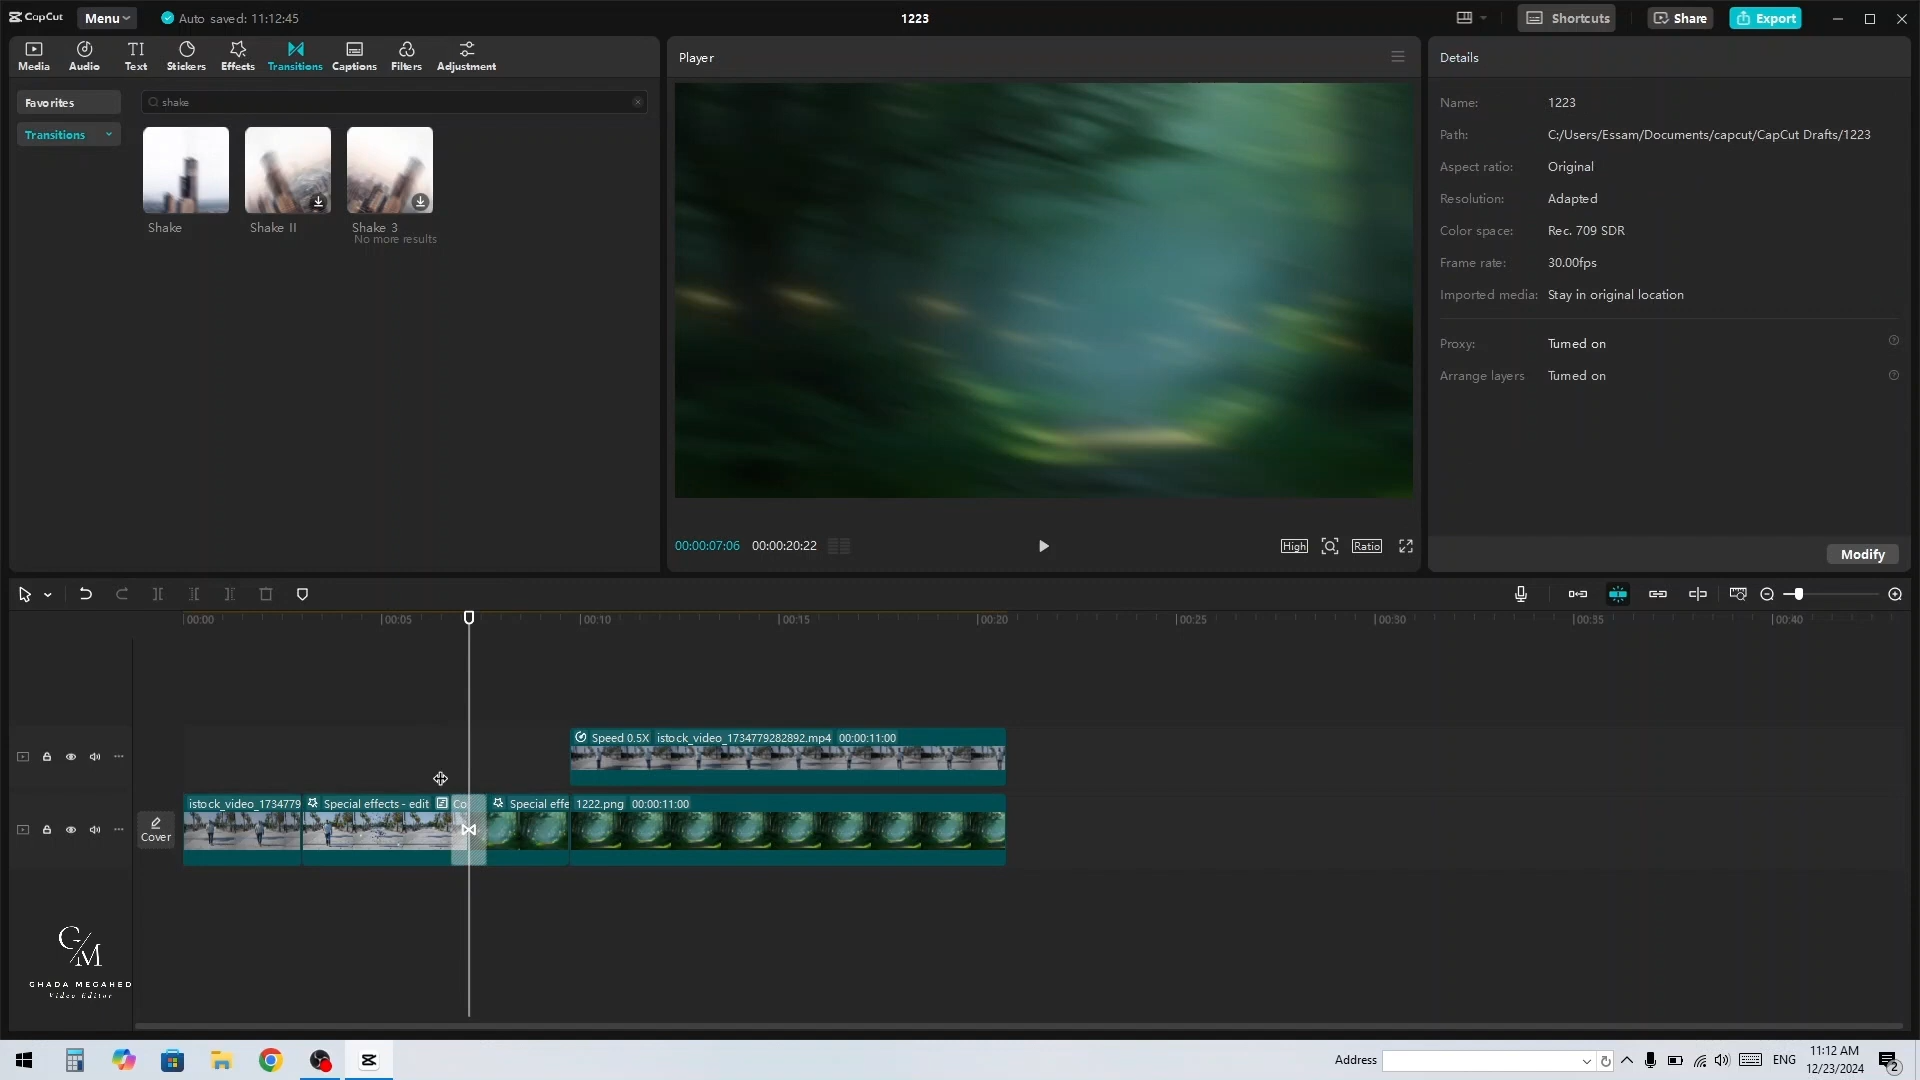 CapCut
Menu
Auto saved: 11:12:45
1223
Shortcuts
Share
Export
Media
Audio
Text
Stickers
Effects
Transitions
Captions
Filters
Adjustment
Favorites
shake
Transitions
Shake
Shake II
Shake 3
No more results
Player
00:00:07:06
00:00:20:22
High
Ratio
Details
Name: 1223
Path: C:/Users/Essam/Documents/capcut/CapCut Drafts/1223
Aspect ratio: Original
Resolution: Adapted
Color space: Rec. 709 SDR
Frame rate: 30.00fps
Imported media: Stay in original location
Proxy: Turned on
Arrange layers Turned on
Modify
00:00
00:05
00:10
00:15
00:20
00:25
00:30
00:35
00:40
Speed 0.5X istock_video_1734779282892.mp4 00:00:11:00
istock_video_1734779
Special effects - edit
Co
Special effe
1222.png 00:00:11:00
Cover
G/M
GHADA MEGAHED
Video Editor
Address
ENG
11:12 AM
12/23/2024
2